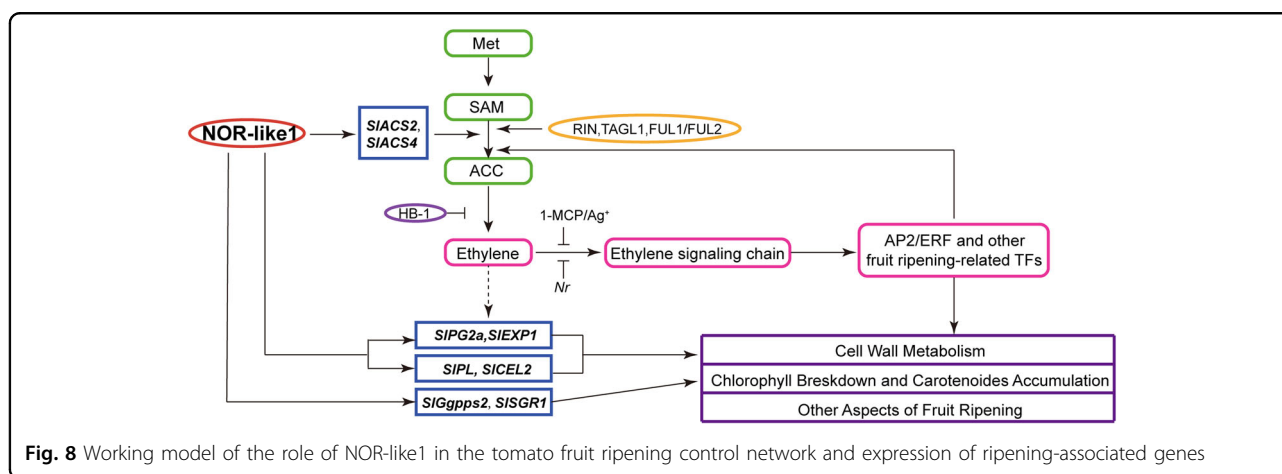 Met
SAM
NOR-like1
SlACS2,
SlACS4
RIN,TAGL1,FUL1/FUL2
ACC
HB-1
1-MCP/Ag⁺
Ethylene
Ethylene signaling chain
AP2/ERF and other
fruit ripening-related TFs
Nr
SlPG2a,SlEXP1
SlPL, SlCEL2
SlGgpps2, SlSGR1
Cell Wall Metabolism
Chlorophyll Breskdown and Carotenoides Accumulation
Other Aspects of Fruit Ripening
Fig. 8 Working model of the role of NOR-like1 in the tomato fruit ripening control network and expression of ripening-associated genes